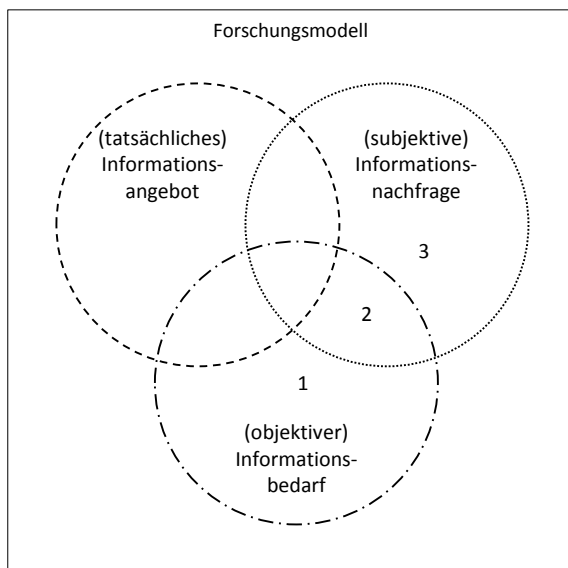 Forschungsmodell
(tatsächliches)
Informations-
angebot
(subjektive)
Informations-
nachfrage
3
2
1
(objektiver)
Informations-
bedarf